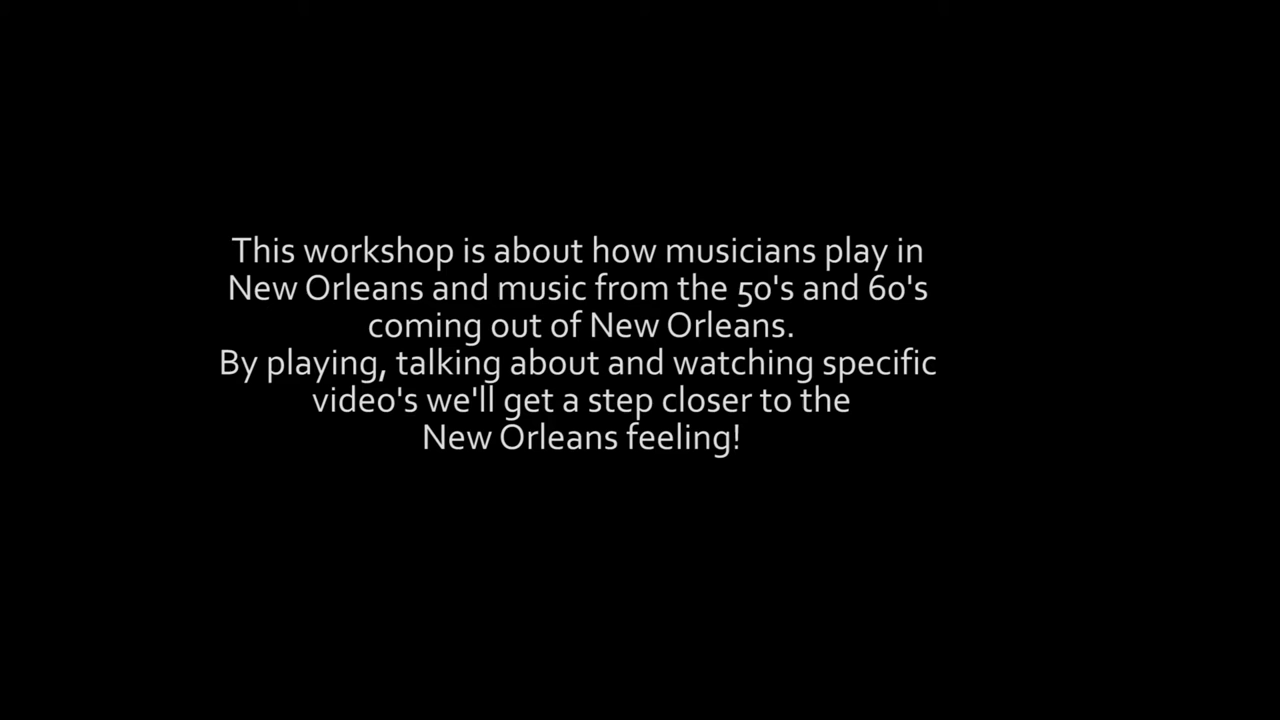 This workshop is about how musicians play in
New Orleans and music from the 50's and 60's
coming out of New Orleans.
By playing, talking about and watching specific
video's we'll get a step closer to the
New Orleans feeling!